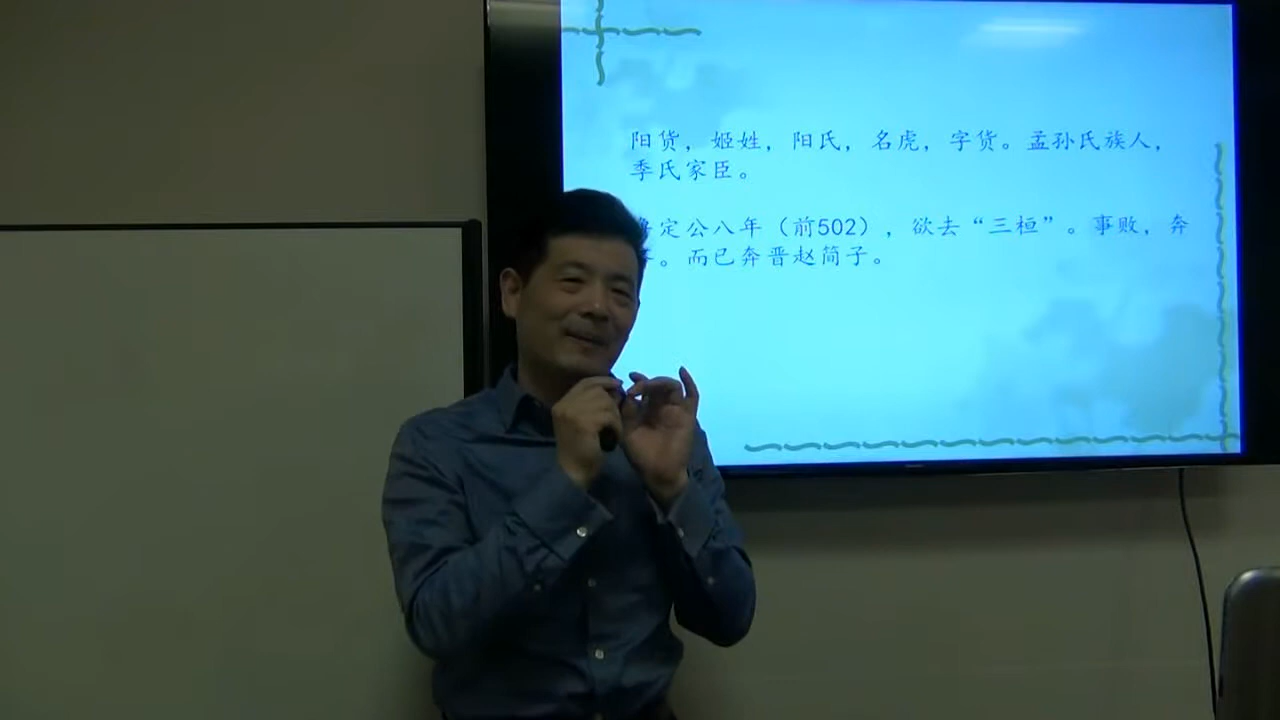 阳货，姬姓，阳氏，名虎，字货。孟孙氏族人，
季氏家臣。
定公八年（前502），欲去“三桓”。事败，奔
。而已奔晋赵简子。